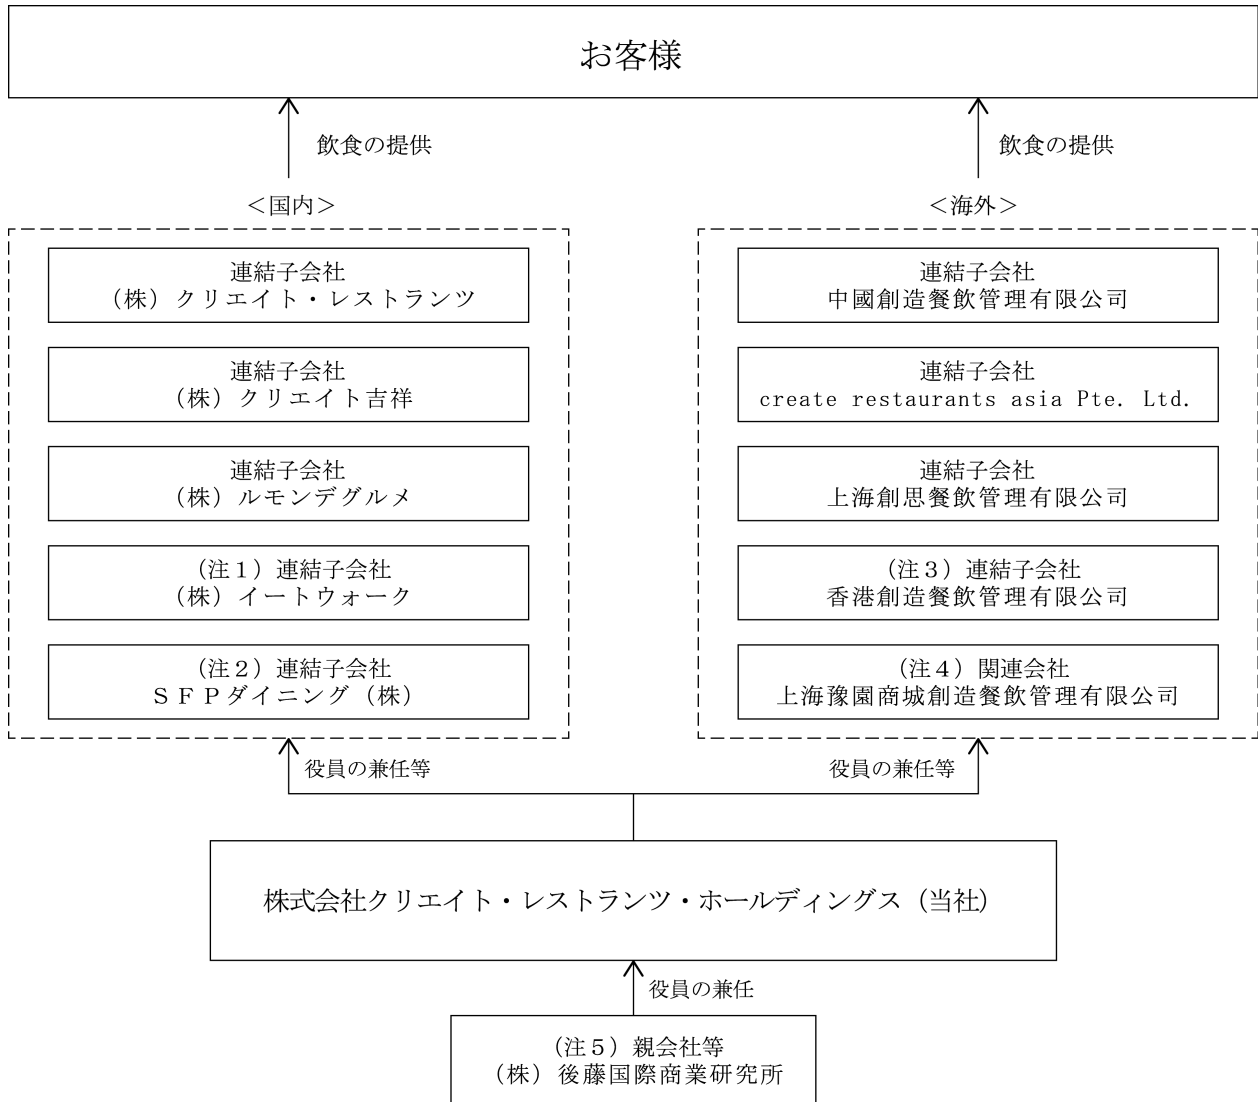 お客様
飲食の提供
飲食の提供
＜国内＞
＜海外＞
連結子会社
（株）クリエイト・レストランツ
連結子会社
（株）クリエイト吉祥
連結子会社
（株）ルモンデグルメ
（注１）連結子会社
（株）イートウォーク
（注２）連結子会社
ＳＦＰダイニング（株）
連結子会社
中國創造餐飲管理有限公司
連結子会社
create restaurants asia Pte. Ltd.
連結子会社
上海創思餐飲管理有限公司
（注３）連結子会社
香港創造餐飲管理有限公司
（注４）関連会社
上海豫園商城創造餐飲管理有限公司
役員の兼任等
役員の兼任等
株式会社クリエイト・レストランツ・ホールディングス（当社）
役員の兼任
（注５）親会社等
（株）後藤国際商業研究所